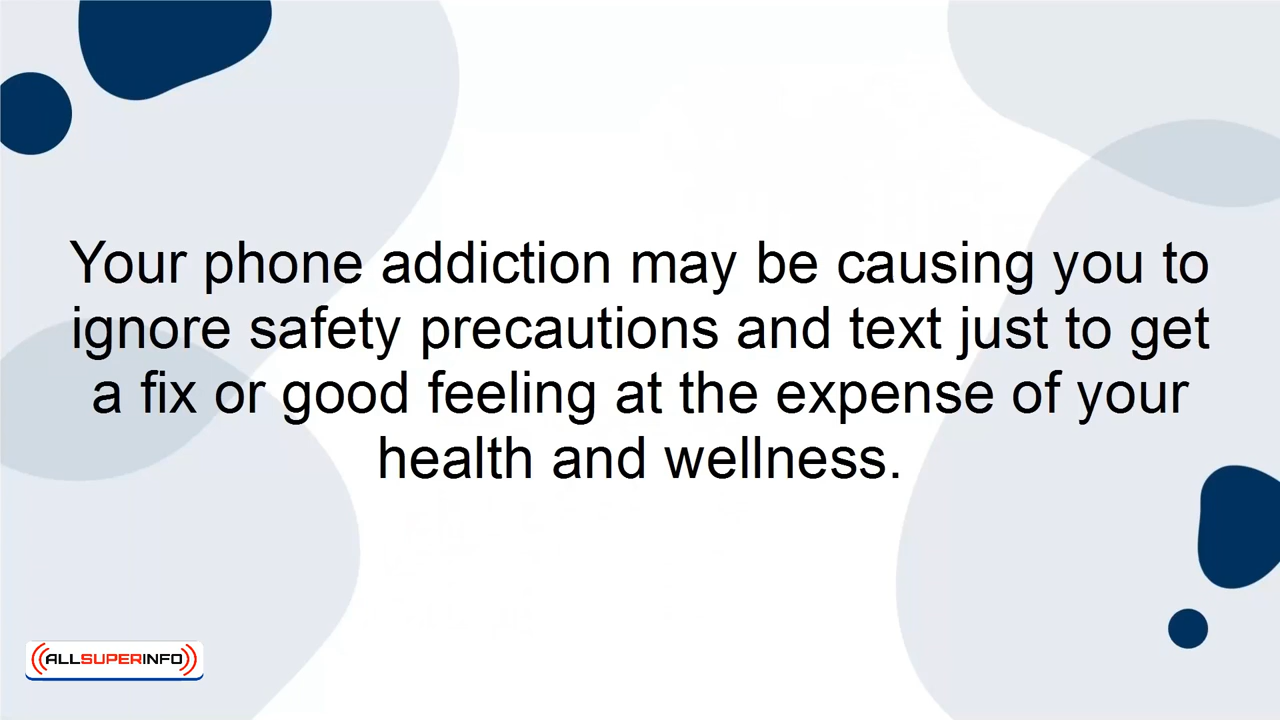 Your phone addiction may be causing you to
ignore safety precautions and text just to get
a fix or good feeling at the expense of your
health and wellness.
ALLSUPERINFO